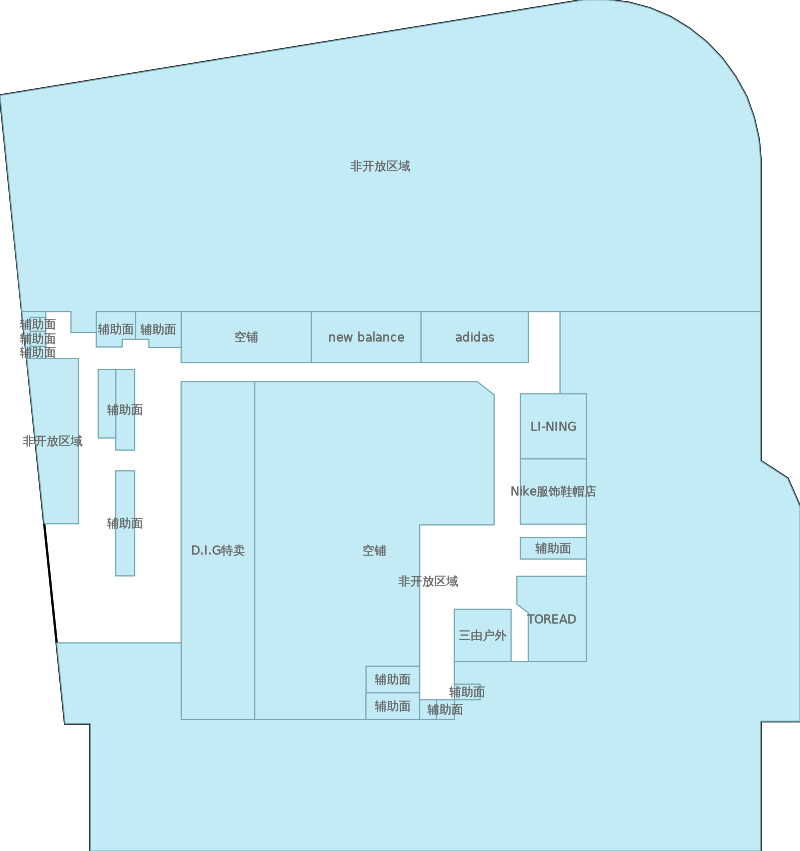 非开放区域
辅助面
辅助面
辅助面
辅助面
辅助面
空铺
new balance
adidas
辅助面
LI-NING
非开放区域
Nike服饰鞋帽店
辅助面
D.I.G特卖
空铺
辅助面
非开放区域
TOREAD
三由户外
辅助面
辅助面
辅助面
辅助面